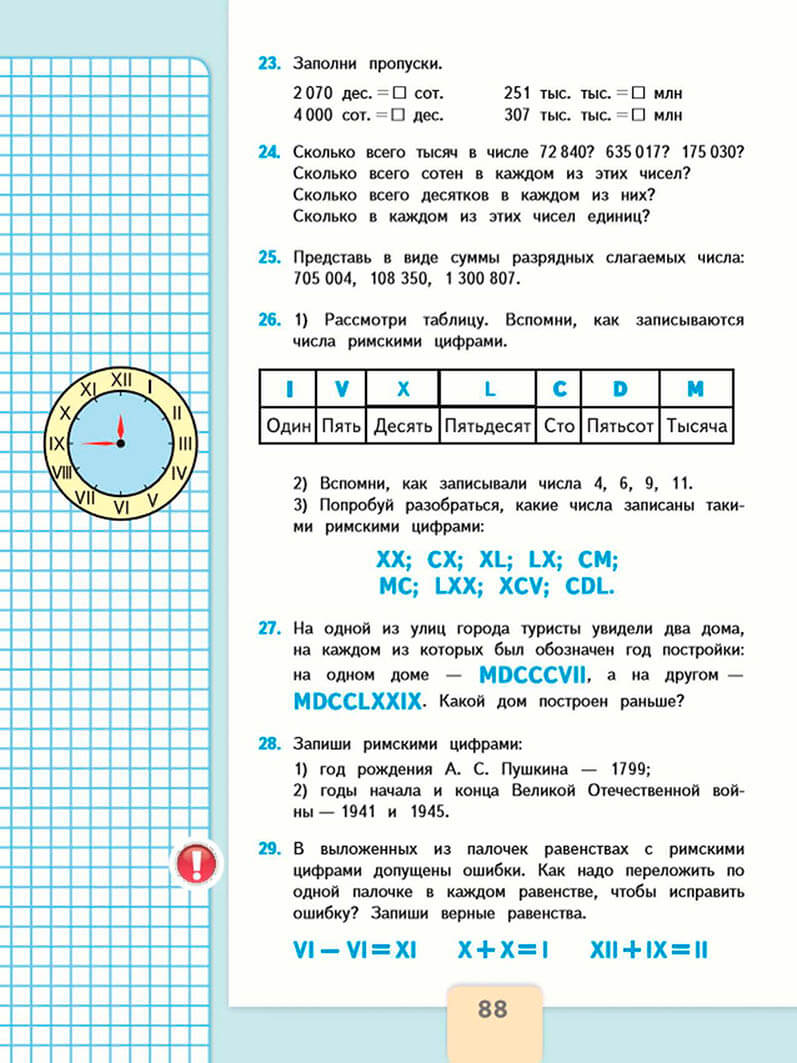 23. Заполни пропуски.
2 070 дес. = □ сот. 251 тыс. тыс. = □ млн
4 000 сот. = □ дес. 307 тыс. тыс. = □ млн
24. Сколько всего тысяч в числе 72 840? 635 017? 175 030?
Сколько всего сотен в каждом из этих чисел?
Сколько всего десятков в каждом из них?
Сколько в каждом из этих чисел единиц?
25. Представь в виде суммы разрядных слагаемых числа:
705 004, 108 350, 1 300 807.
26. 1) Рассмотри таблицу. Вспомни, как записываются
числа римскими цифрами.
I V X L C D M
Один Пять Десять Пятьдесят Сто Пятьсот Тысяча
XII I II III IV V VI VII VIII IX X XI
2) Вспомни, как записывали числа 4, 6, 9, 11.
3) Попробуй разобраться, какие числа записаны таки-
ми римскими цифрами:
XX; CX; XL; LX; CM;
MC; LXX; XCV; CDL.
27. На одной из улиц города туристы увидели два дома,
на каждом из которых был обозначен год постройки:
на одном доме — MDCCCVII, а на другом —
MDCCLXXIX. Какой дом построен раньше?
28. Запиши римскими цифрами:
1) год рождения А. С. Пушкина — 1799;
2) годы начала и конца Великой Отечественной вой-
ны — 1941 и 1945.
! 29. В выложенных из палочек равенствах с римскими
цифрами допущены ошибки. Как надо переложить по
одной палочке в каждом равенстве, чтобы исправить
ошибку? Запиши верные равенства.
VI − VI = XI X + X = I XII + IX = II
88